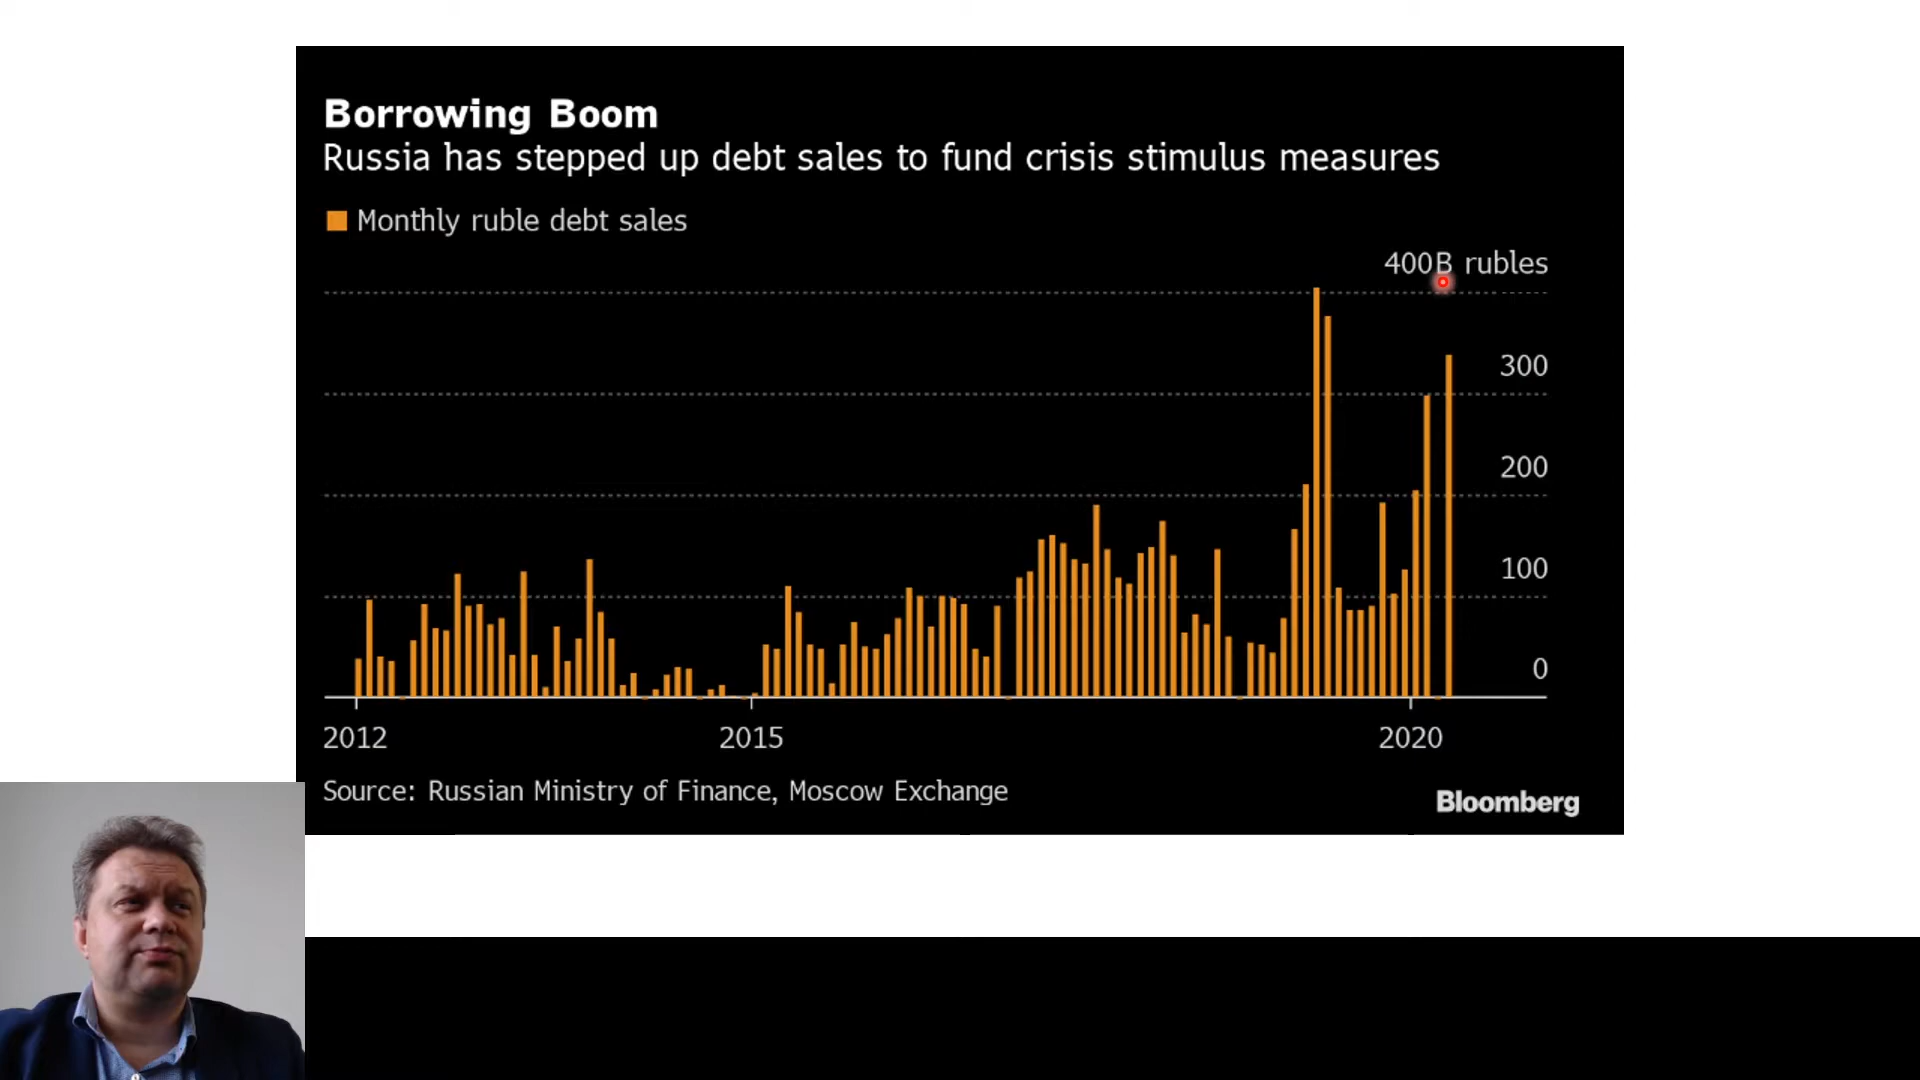 Borrowing Boom
Russia has stepped up debt sales to fund crisis stimulus measures
Monthly ruble debt sales
400B rubles
300
200
100
0
2012 2015 2020
Source: Russian Ministry of Finance, Moscow Exchange
Bloomberg